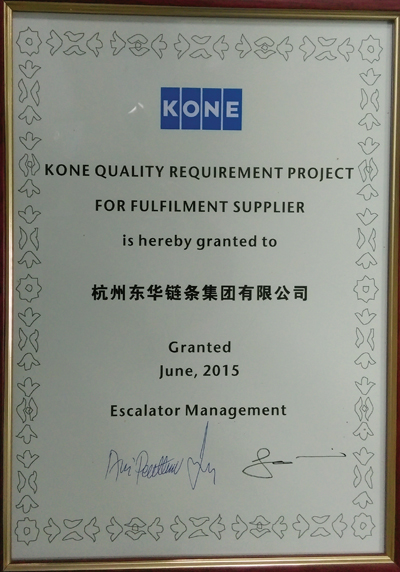 KONE
KONE QUALITY REQUIREMENT PROJECT
FOR FULFILMENT SUPPLIER
is hereby granted to
杭州东华链条集团有限公司
Granted
June, 2015
Escalator Management